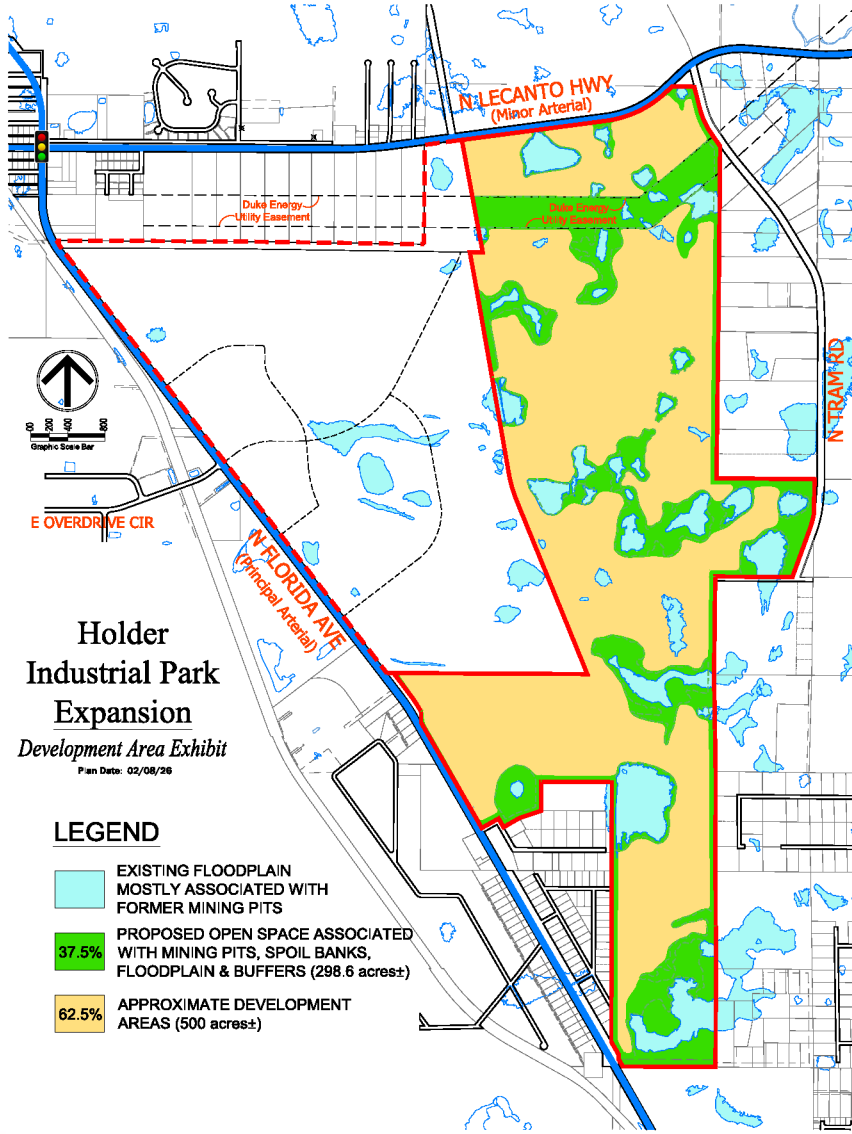 N LECANTO HWY
(Minor Arterial)
Duke Energy
Utility Easement
Duke Energy
Utility Easement
N TRAM RD
200
400
800
Graphic Scale Bar
E OVERDRIVE CIR
N FLORIDA AVE
(Principal Arterial)
Holder
Industrial Park
Expansion
Development Area Exhibit
Plan Date: 02/08/26
LEGEND
EXISTING FLOODPLAIN
MOSTLY ASSOCIATED WITH
FORMER MINING PITS
37.5%
PROPOSED OPEN SPACE ASSOCIATED
WITH MINING PITS, SPOIL BANKS,
FLOODPLAIN & BUFFERS (298.6 acres±)
62.5%
APPROXIMATE DEVELOPMENT
AREAS (500 acres±)